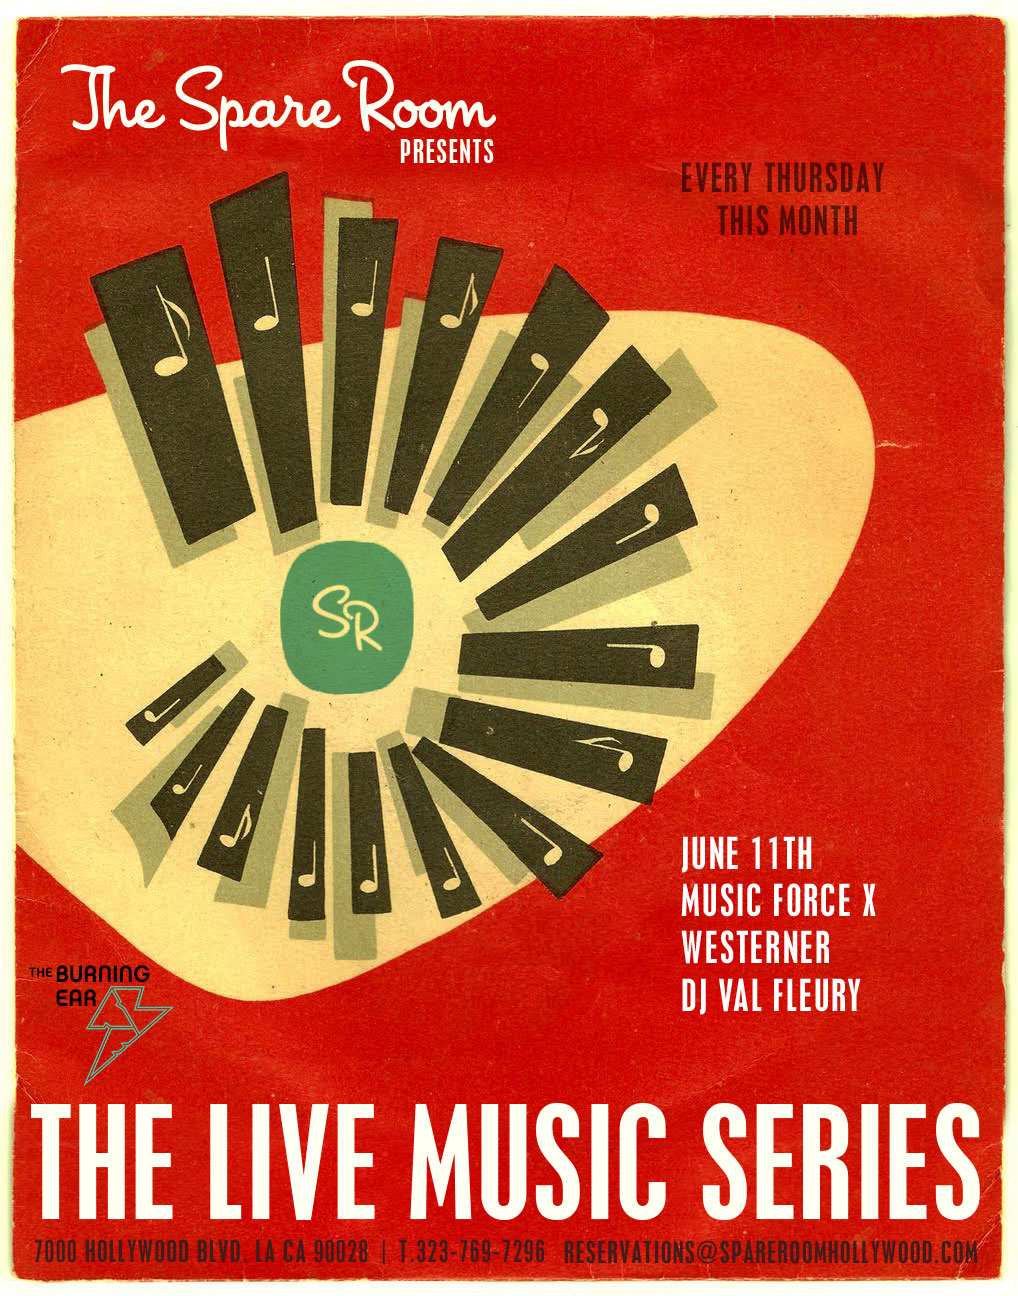 The Spare Room
PRESENTS
EVERY THURSDAY
THIS MONTH
SR
JUNE 11TH
MUSIC FORCE X
WESTERNER
DJ VAL FLEURY
THE BURNING
EAR
THE LIVE MUSIC SERIES
7000 HOLLYWOOD BLVD. LA CA 90028 | T.323-769-7296 RESERVATIONS@SPAREROOMHOLLYWOOD.COM